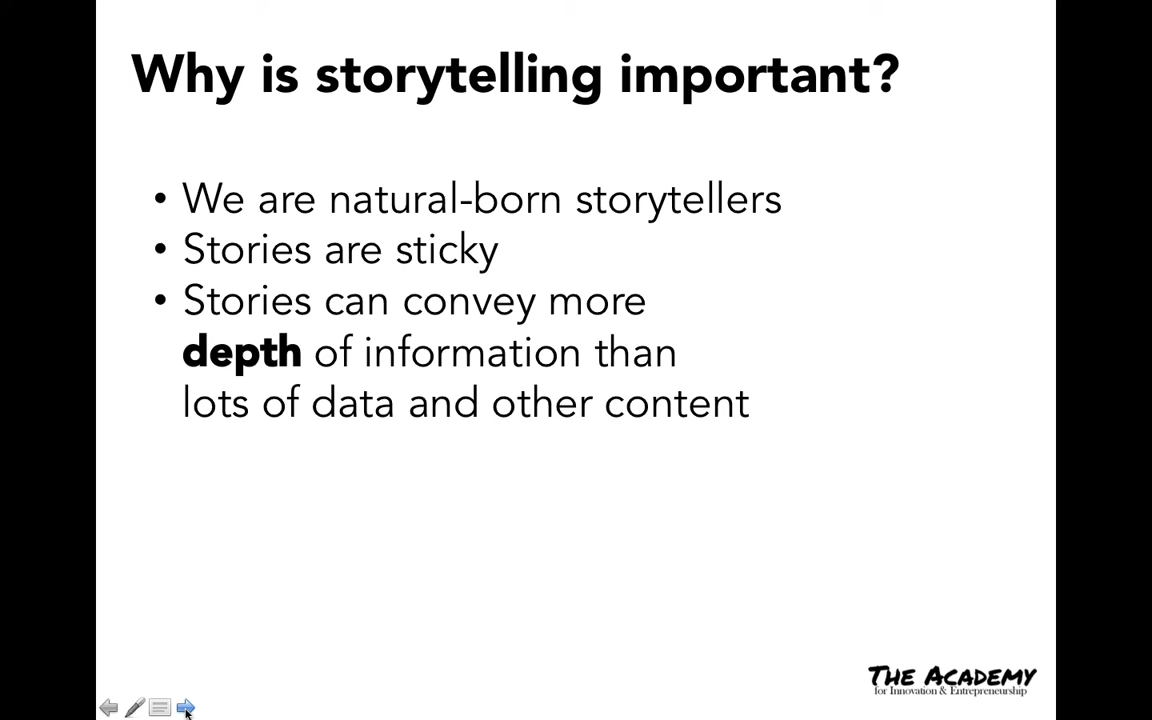 Why is storytelling important?
• We are natural-born storytellers
• Stories are sticky
• Stories can convey more
depth of information than
lots of data and other content
The Academy
for Innovation & Entrepreneurship